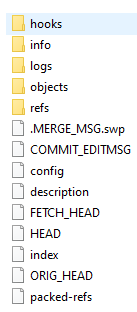 hooks
info
logs
objects
refs
.MERGE_MSG.swp
COMMIT_EDITMSG
config
description
FETCH_HEAD
HEAD
index
ORIG_HEAD
packed-refs